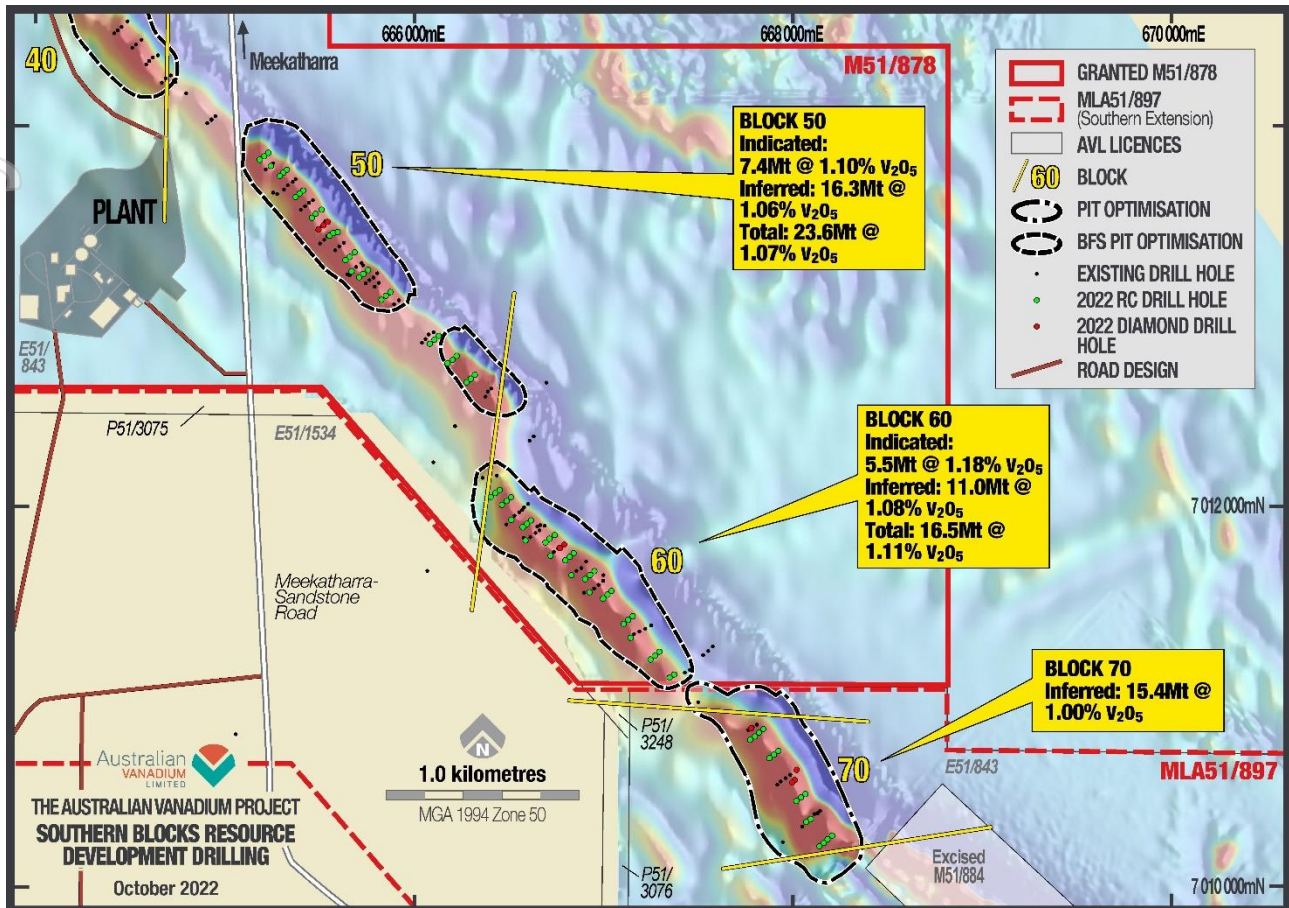 666 000mE
668 000mE
670 000mE
40
Meekatharra
M51/878
GRANTED M51/878
MLA51/897
(Southern Extension)
AVL LICENCES
60 BLOCK
PIT OPTIMISATION
BFS PIT OPTIMISATION
EXISTING DRILL HOLE
2022 RC DRILL HOLE
2022 DIAMOND DRILL
HOLE
ROAD DESIGN
BLOCK 50
Indicated:
7.4Mt @ 1.10% V₂O₅
Inferred: 16.3Mt @
1.06% V₂O₅
Total: 23.6Mt @
1.07% V₂O₅
50
PLANT
E51/
843
P51/3075
E51/1534
BLOCK 60
Indicated:
5.5Mt @ 1.18% V₂O₅
Inferred: 11.0Mt @
1.08% V₂O₅
Total: 16.5Mt @
1.11% V₂O₅
7 012 000mN
60
Meekatharra-
Sandstone
Road
BLOCK 70
Inferred: 15.4Mt @
1.00% V₂O₅
P51/
3248
70
E51/843
MLA51/897
Australian
VANADIUM
LIMITED
N
1.0 kilometres
MGA 1994 Zone 50
THE AUSTRALIAN VANADIUM PROJECT
SOUTHERN BLOCKS RESOURCE
DEVELOPMENT DRILLING
October 2022
P51/
3076
Excised
M51/884
7 010 000mN